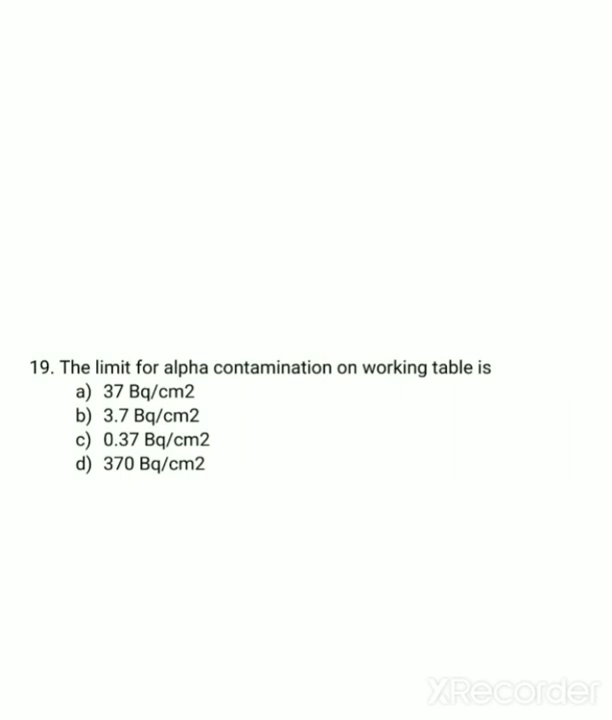 19. The limit for alpha contamination on working table is
a) 37 Bq/cm2
b) 3.7 Bq/cm2
c) 0.37 Bq/cm2
d) 370 Bq/cm2
XRecorder